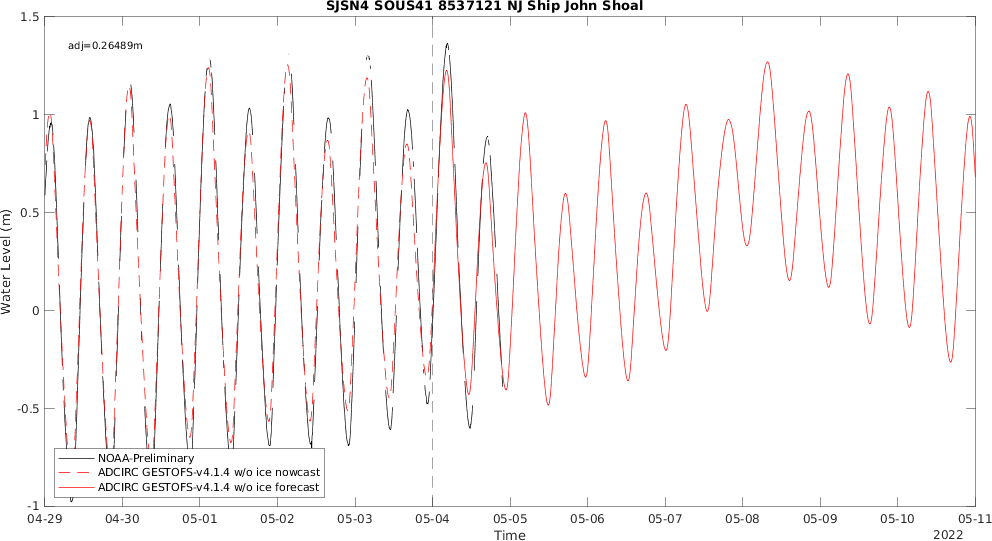 SJSN4 SOUS41 8537121 NJ Ship John Shoal
adj=0.26489m
1.5
1
0.5
0
-0.5
-1
Water Level (m)
NOAA-Preliminary
ADCIRC GESTOFS-v4.1.4 w/o ice nowcast
ADCIRC GESTOFS-v4.1.4 w/o ice forecast
04-29 04-30 05-01 05-02 05-03 05-04 05-05 05-06 05-07 05-08 05-09 05-10 05-11
Time
2022